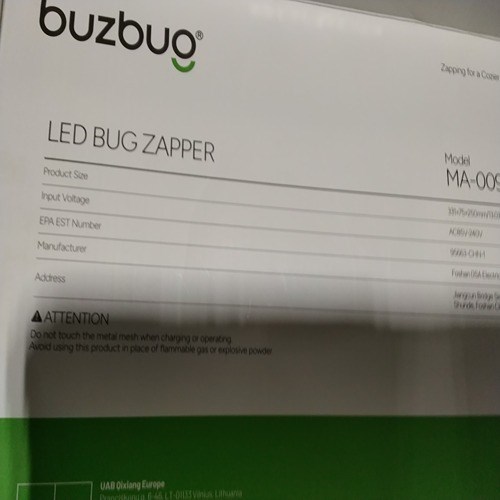 buzbug®
Zapping for a Cozier
LED BUG ZAPPER
Model
MA-009
Product Size
Input Voltage
AC85V-240V
EPA EST Number
Manufacturer
Address
ATTENTION
Do not touch the metal mesh when charging or operating.
Avoid using this product in place of flammable gas or explosive powder
UAB Qixiang Europe
Vilnius, Lithuania